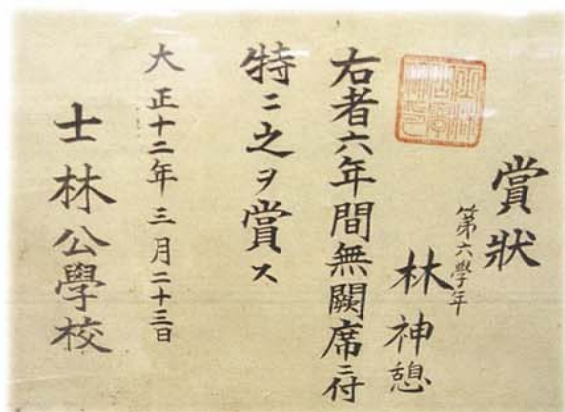 賞狀
第六學年
林神憩
右者六年間無闕席ニ付
特ニ之ヲ賞ス
大正十二年三月二十三日
士林公學校